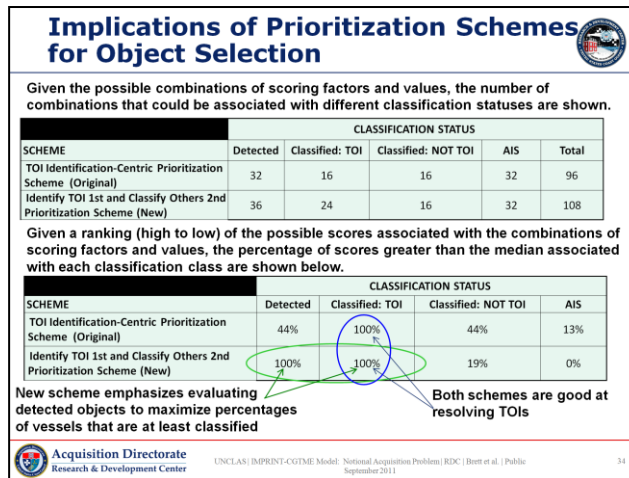 Implications of Prioritization Schemes
for Object Selection
Given the possible combinations of scoring factors and values, the number of
combinations that could be associated with different classification statuses are shown.
CLASSIFICATION STATUS
SCHEME Detected Classified: TOI Classified: NOT TOI AIS Total
TOI Identification-Centric Prioritization
Scheme (Original) 32 16 16 32 96
Identify TOI 1st and Classify Others 2nd
Prioritization Scheme (New) 36 24 16 32 108
Given a ranking (high to low) of the possible scores associated with the combinations of
scoring factors and values, the percentage of scores greater than the median associated
with each classification class are shown below.
CLASSIFICATION STATUS
SCHEME Detected Classified: TOI Classified: NOT TOI AIS
TOI Identification-Centric Prioritization
Scheme (Original) 44% 100% 44% 13%
Identify TOI 1st and Classify Others 2nd
Prioritization Scheme (New) 100% 100% 19% 0%
New scheme emphasizes evaluating
detected objects to maximize percentages
of vessels that are at least classified
Both schemes are good at
resolving TOIs
Acquisition Directorate
Research & Development Center
UNCLAS | IMPRINT-CGTME Model: Notional Acquisition Problem | RDC | Brett et al. | Public
September 2011
34